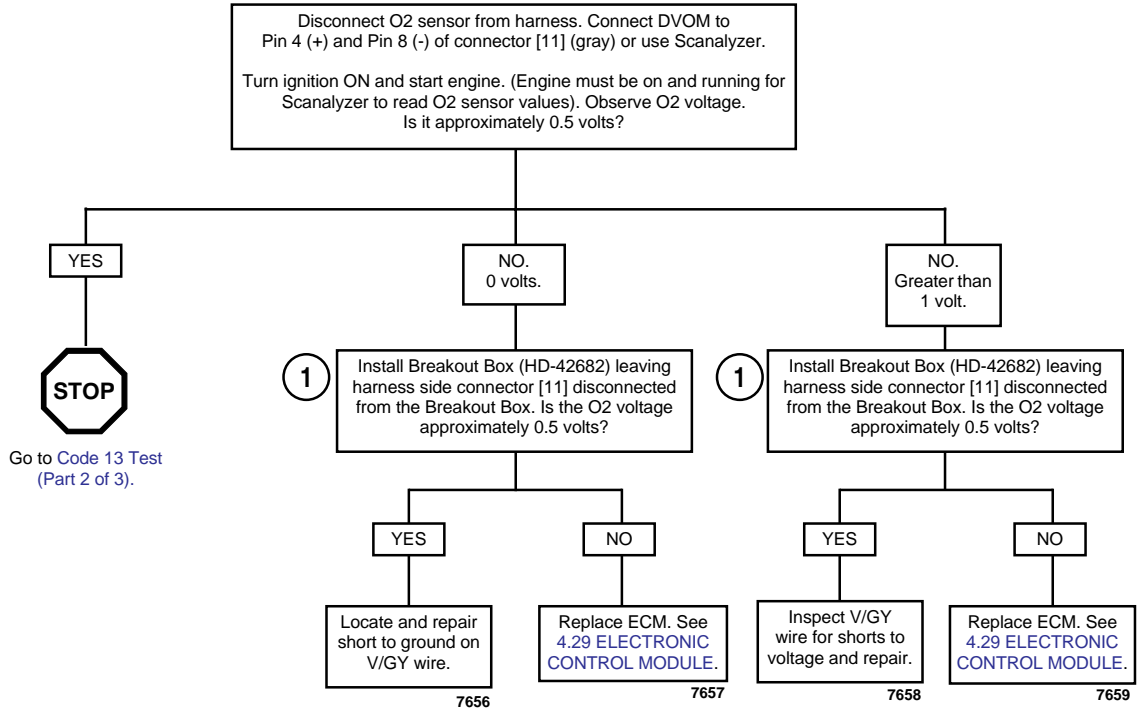 Disconnect O2 sensor from harness. Connect DVOM to
Pin 4 (+) and Pin 8 (-) of connector [11] (gray) or use Scanalyzer.
Turn ignition ON and start engine. (Engine must be on and running for
Scanalyzer to read O2 sensor values). Observe O2 voltage.
Is it approximately 0.5 volts?
YES
NO.
0 volts.
NO.
Greater than
1 volt.
STOP
Go to Code 13 Test
(Part 2 of 3).
1
Install Breakout Box (HD-42682) leaving
harness side connector [11] disconnected
from the Breakout Box. Is the O2 voltage
approximately 0.5 volts?
1
Install Breakout Box (HD-42682) leaving
harness side connector [11] disconnected
from the Breakout Box. Is the O2 voltage
approximately 0.5 volts?
YES
NO
YES
NO
Locate and repair
short to ground on
V/GY wire.
7656
Replace ECM. See
4.29 ELECTRONIC
CONTROL MODULE.
7657
Inspect V/GY
wire for shorts to
voltage and repair.
7658
Replace ECM. See
4.29 ELECTRONIC
CONTROL MODULE.
7659